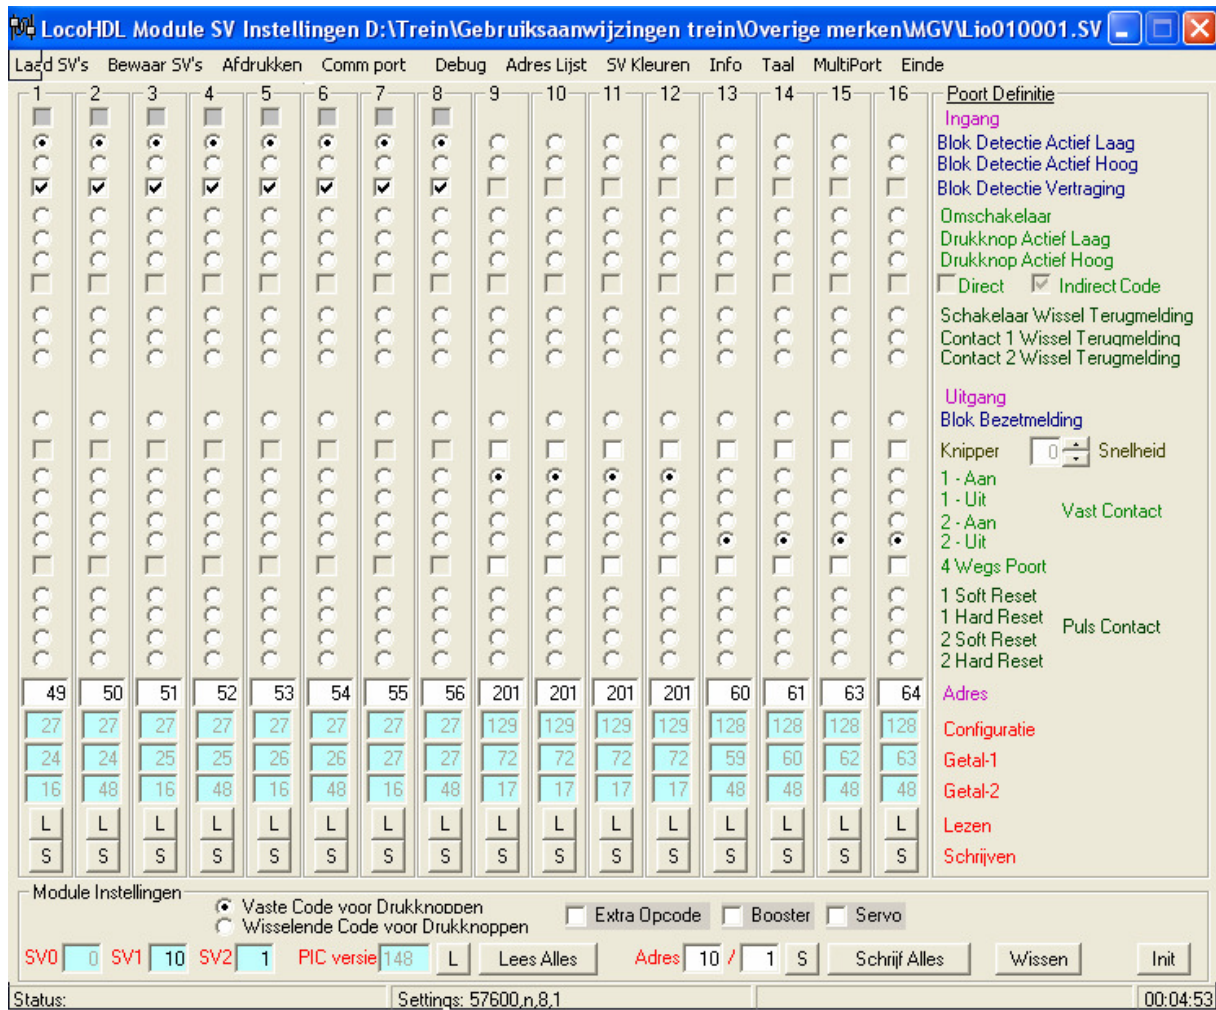 LocoHDL Module SV Instellingen D:\Trein\Gebruiksaanwijzingen trein\Overige merken\MGV\Lio010001.SV
Laad SV's Bewaar SV's Afdrukken Comm port Debug Adres Lijst SV Kleuren Info Taal MultiPort Einde
1 2 3 4 5 6 7 8 9 10 11 12 13 14 15 16 Poort Definitie
Ingang
Blok Detectie Actief Laag
Blok Detectie Actief Hoog
Blok Detectie Vertraging
Omschakelaar
Drukknop Actief Laag
Drukknop Actief Hoog
Direct Indirect Code
Schakelaar Wissel Terugmelding
Contact 1 Wissel Terugmelding
Contact 2 Wissel Terugmelding
Uitgang
Blok Bezetmelding
Knipper 0 Snelheid
1 - Aan
1 - Uit
Vast Contact
2 - Aan
2 - Uit
4 Wegs Poort
1 Soft Reset
1 Hard Reset
Puls Contact
2 Soft Reset
2 Hard Reset
49 50 51 52 53 54 55 56 201 201 201 201 60 61 63 64 Adres
27 27 27 27 27 27 27 27 129 129 129 129 128 128 128 128 Configuratie
24 24 25 25 26 26 27 27 72 72 72 72 59 60 62 63 Getal-1
16 48 16 48 16 48 16 48 17 17 17 17 48 48 48 48 Getal-2
L L L L L L L L L L L L L L L L Lezen
S S S S S S S S S S S S S S S S Schrijven
Module Instellingen
Vaste Code voor Drukknoppen
Wisselende Code voor Drukknoppen
Extra Opcode Booster Servo
SV0 0 SV1 10 SV2 1 PIC versie 148 L Lees Alles Adres 10 / 1 S Schrijf Alles Wissen Init
Status: Settings: 57600,n,8,1 00:04:53